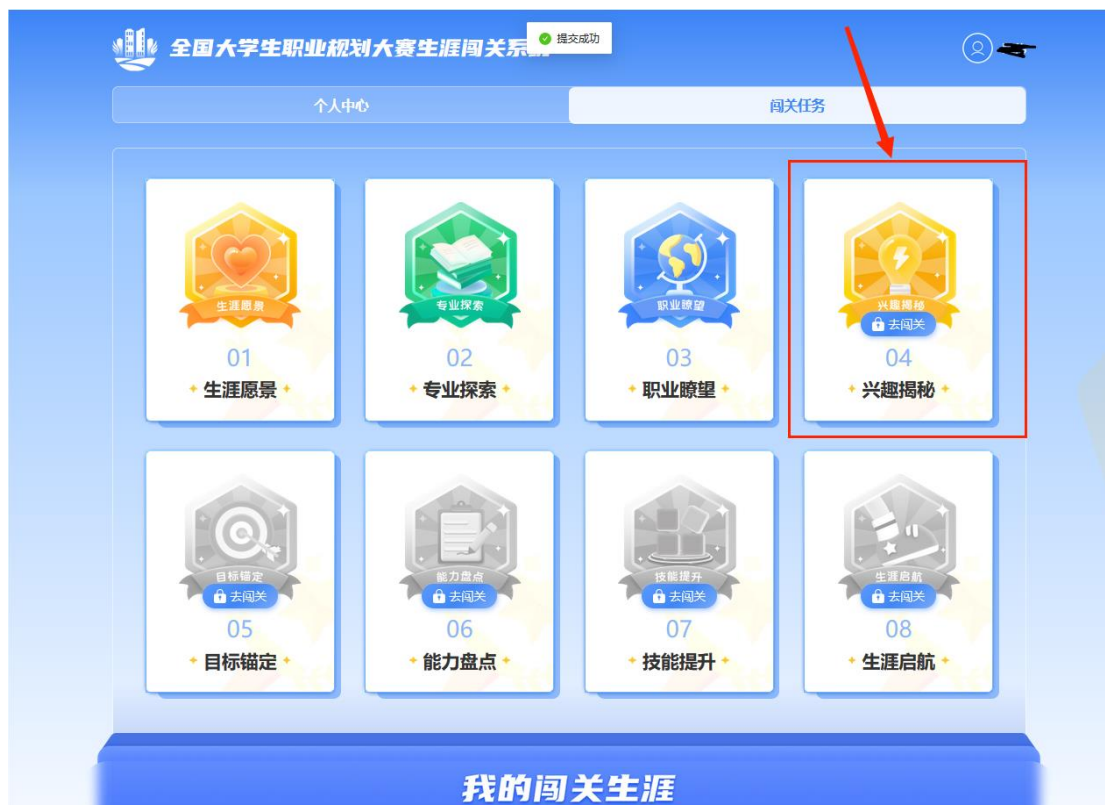 全国大学生职业规划大赛生涯闯关系
提交成功
个人中心
闯关任务
生涯愿景
专业探索
职业瞭望
兴趣揭秘
去闯关
01
02
03
04
生涯愿景
专业探索
职业瞭望
兴趣揭秘
目标锚定
能力盘点
技能提升
生涯启航
去闯关
去闯关
去闯关
去闯关
05
06
07
08
目标锚定
能力盘点
技能提升
生涯启航
我的闯关生涯